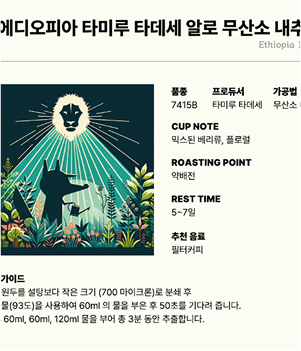 에디오피아 타미루 타데세 알로 무산소 내추
Ethiopia
품종 프로듀서 가공법
7415B 타미루 타데세 무산소
CUP NOTE
믹스된 베리류, 플로럴
ROASTING POINT
약배전
REST TIME
5~7일
추천 음료
필터커피
가이드
원두를 설탕보다 작은 크기 (700 마이크론)로 분쇄 후
물(93도)을 사용하여 60ml 의 물을 부은 후 50초를 기다려 줍니다.
60ml, 60ml, 120ml 물을 부어 총 3분 동안 추출합니다.